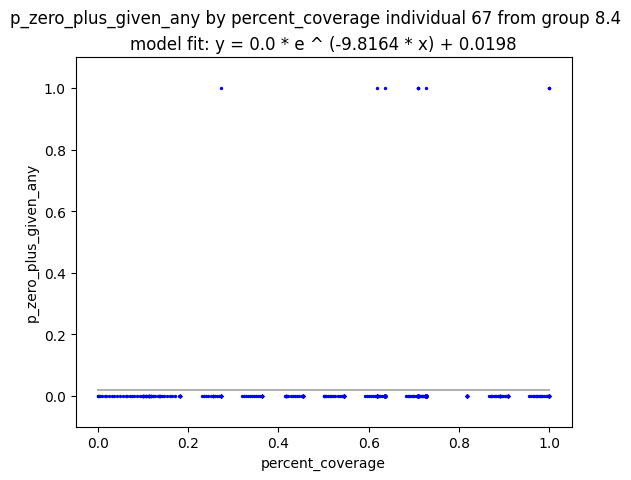 p_zero_plus_given_any by percent_coverage individual 67 from group 8.4
model fit: y = 0.0 * e ^ (-9.8164 * x) + 0.0198
1.0
0.8
0.6
0.4
0.2
0.0
p_zero_plus_given_any
0.0 0.2 0.4 0.6 0.8 1.0
percent_coverage